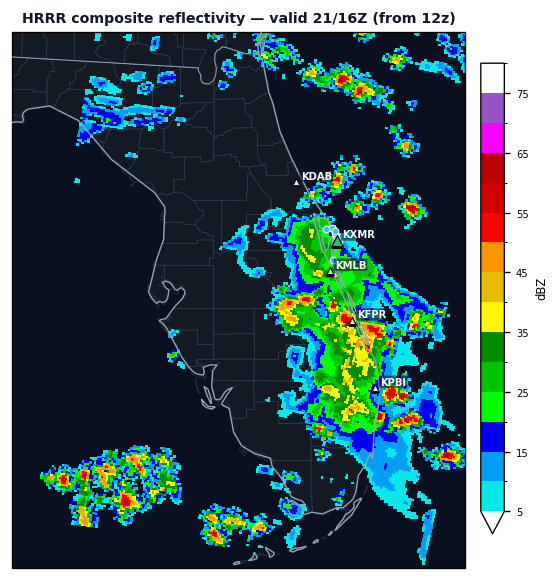 HRRR composite reflectivity — valid 21/16Z (from 12z)
KDAB
KXMR
KMLB
KFPR
KPBI
75
65
55
45
35
25
15
5
dBZ